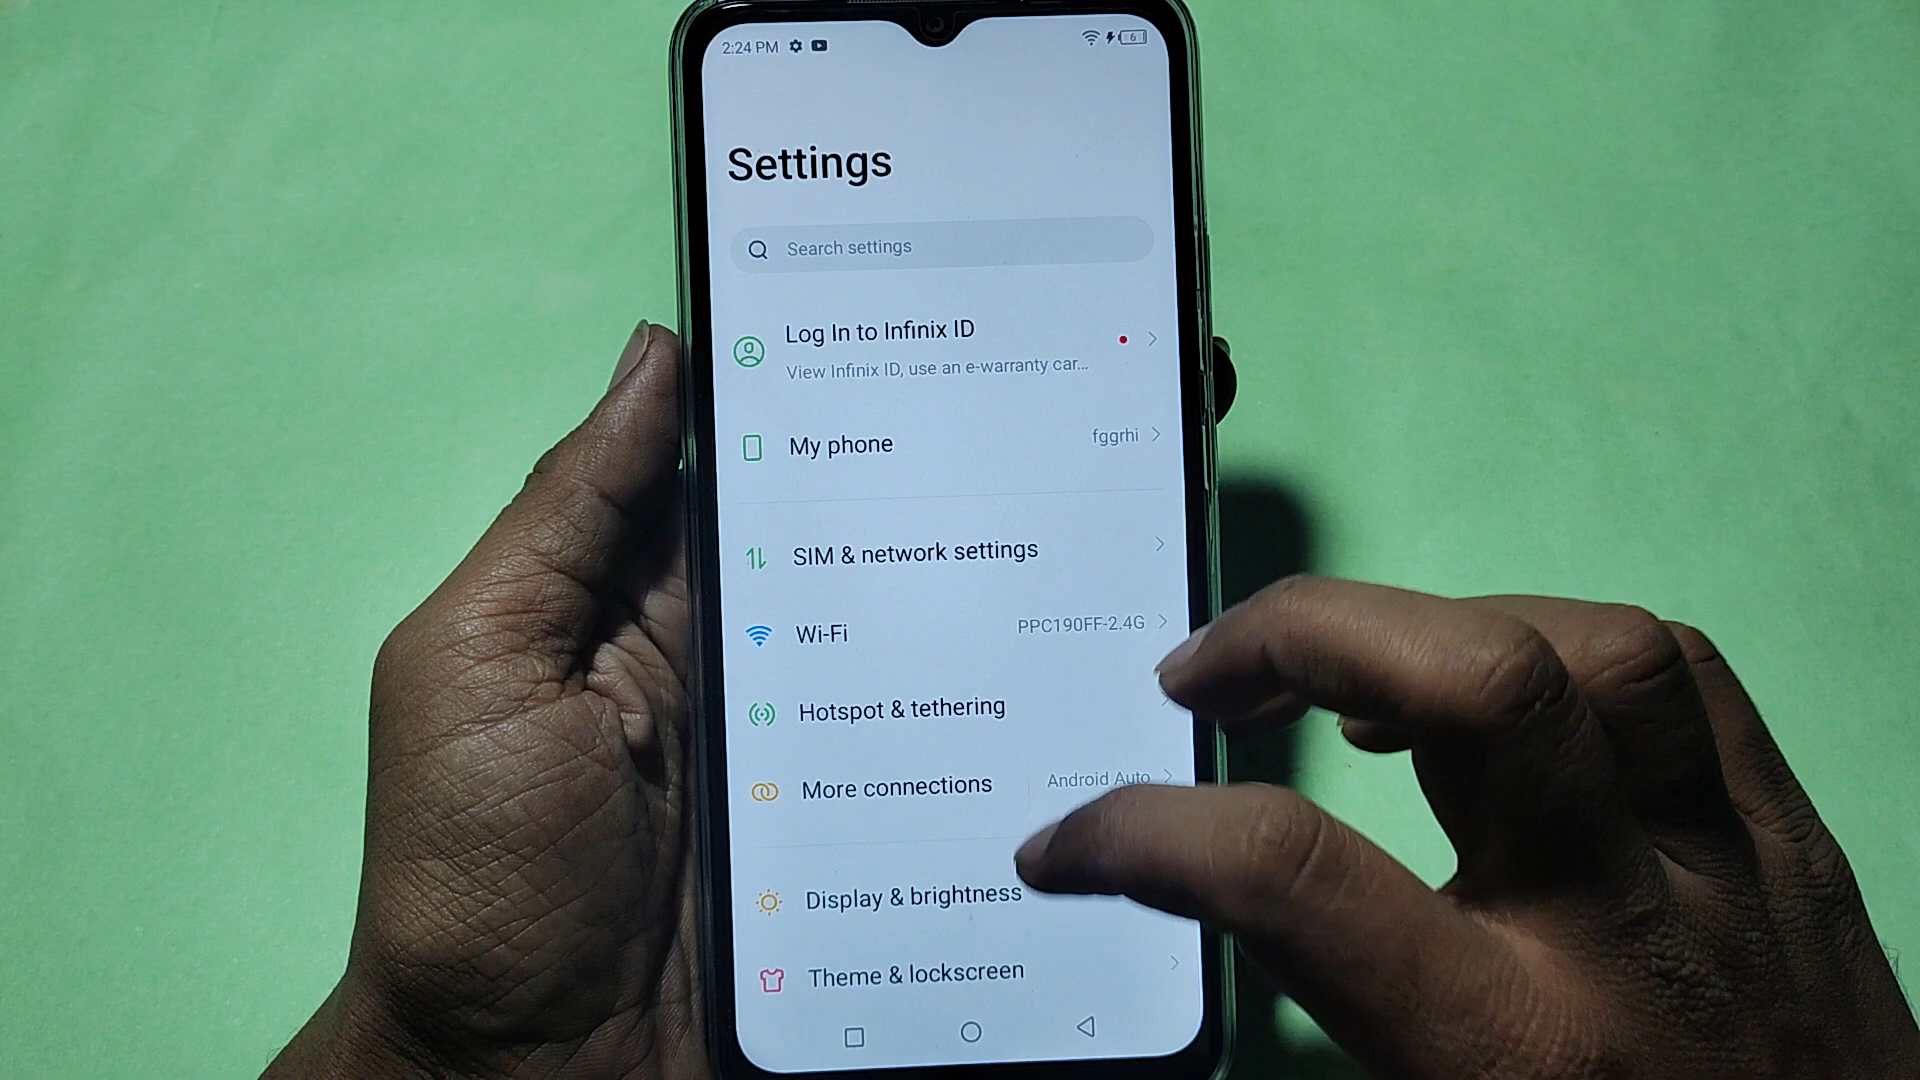 2:24 PM 6
Settings
Search settings
Log In to Infinix ID
View Infinix ID, use an e-warranty car...
My phone fggrhi
SIM & network settings
Wi-Fi PPC190FF-2.4G
Hotspot & tethering
More connections Android Auto
Display & brightness
Theme & lockscreen